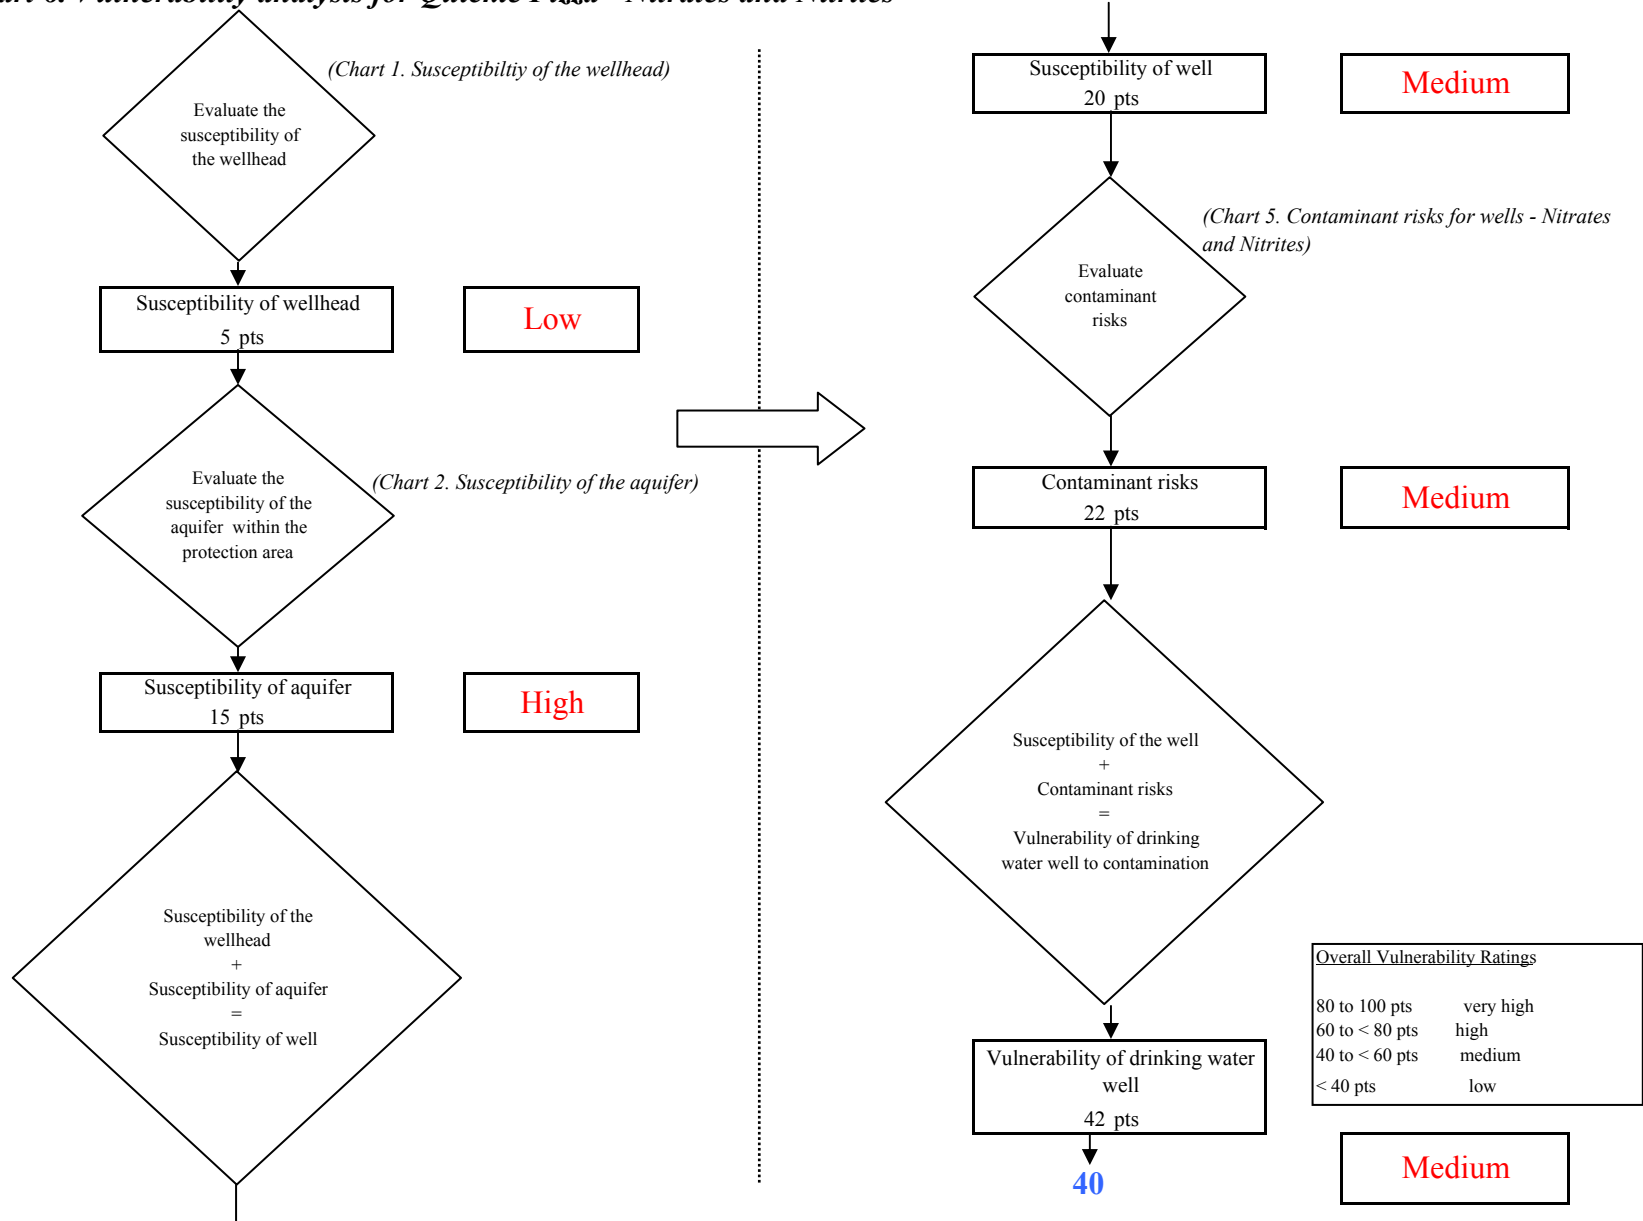 Vulnerability analysis for
Nitrates and Nitrites
(Chart 1. Susceptibiltiy of the wellhead)
Evaluate the
susceptibility of
the wellhead
Susceptibility of wellhead
5 pts
Low
(Chart 2. Susceptibility of the aquifer)
Evaluate the
susceptibility of the
aquifer within the
protection area
Susceptibility of aquifer
15 pts
High
Susceptibility of the
wellhead
+
Susceptibility of aquifer
=
Susceptibility of well
Susceptibility of well
20 pts
Medium
(Chart 5. Contaminant risks for wells - Nitrates
and Nitrites)
Evaluate
contaminant
risks
Contaminant risks
22 pts
Medium
Susceptibility of the well
+
Contaminant risks
=
Vulnerability of drinking
water well to contamination
Vulnerability of drinking water
well
42 pts
40
Overall Vulnerability Ratings
80 to 100 pts very high
60 to < 80 pts high
40 to < 60 pts medium
< 40 pts low
Medium